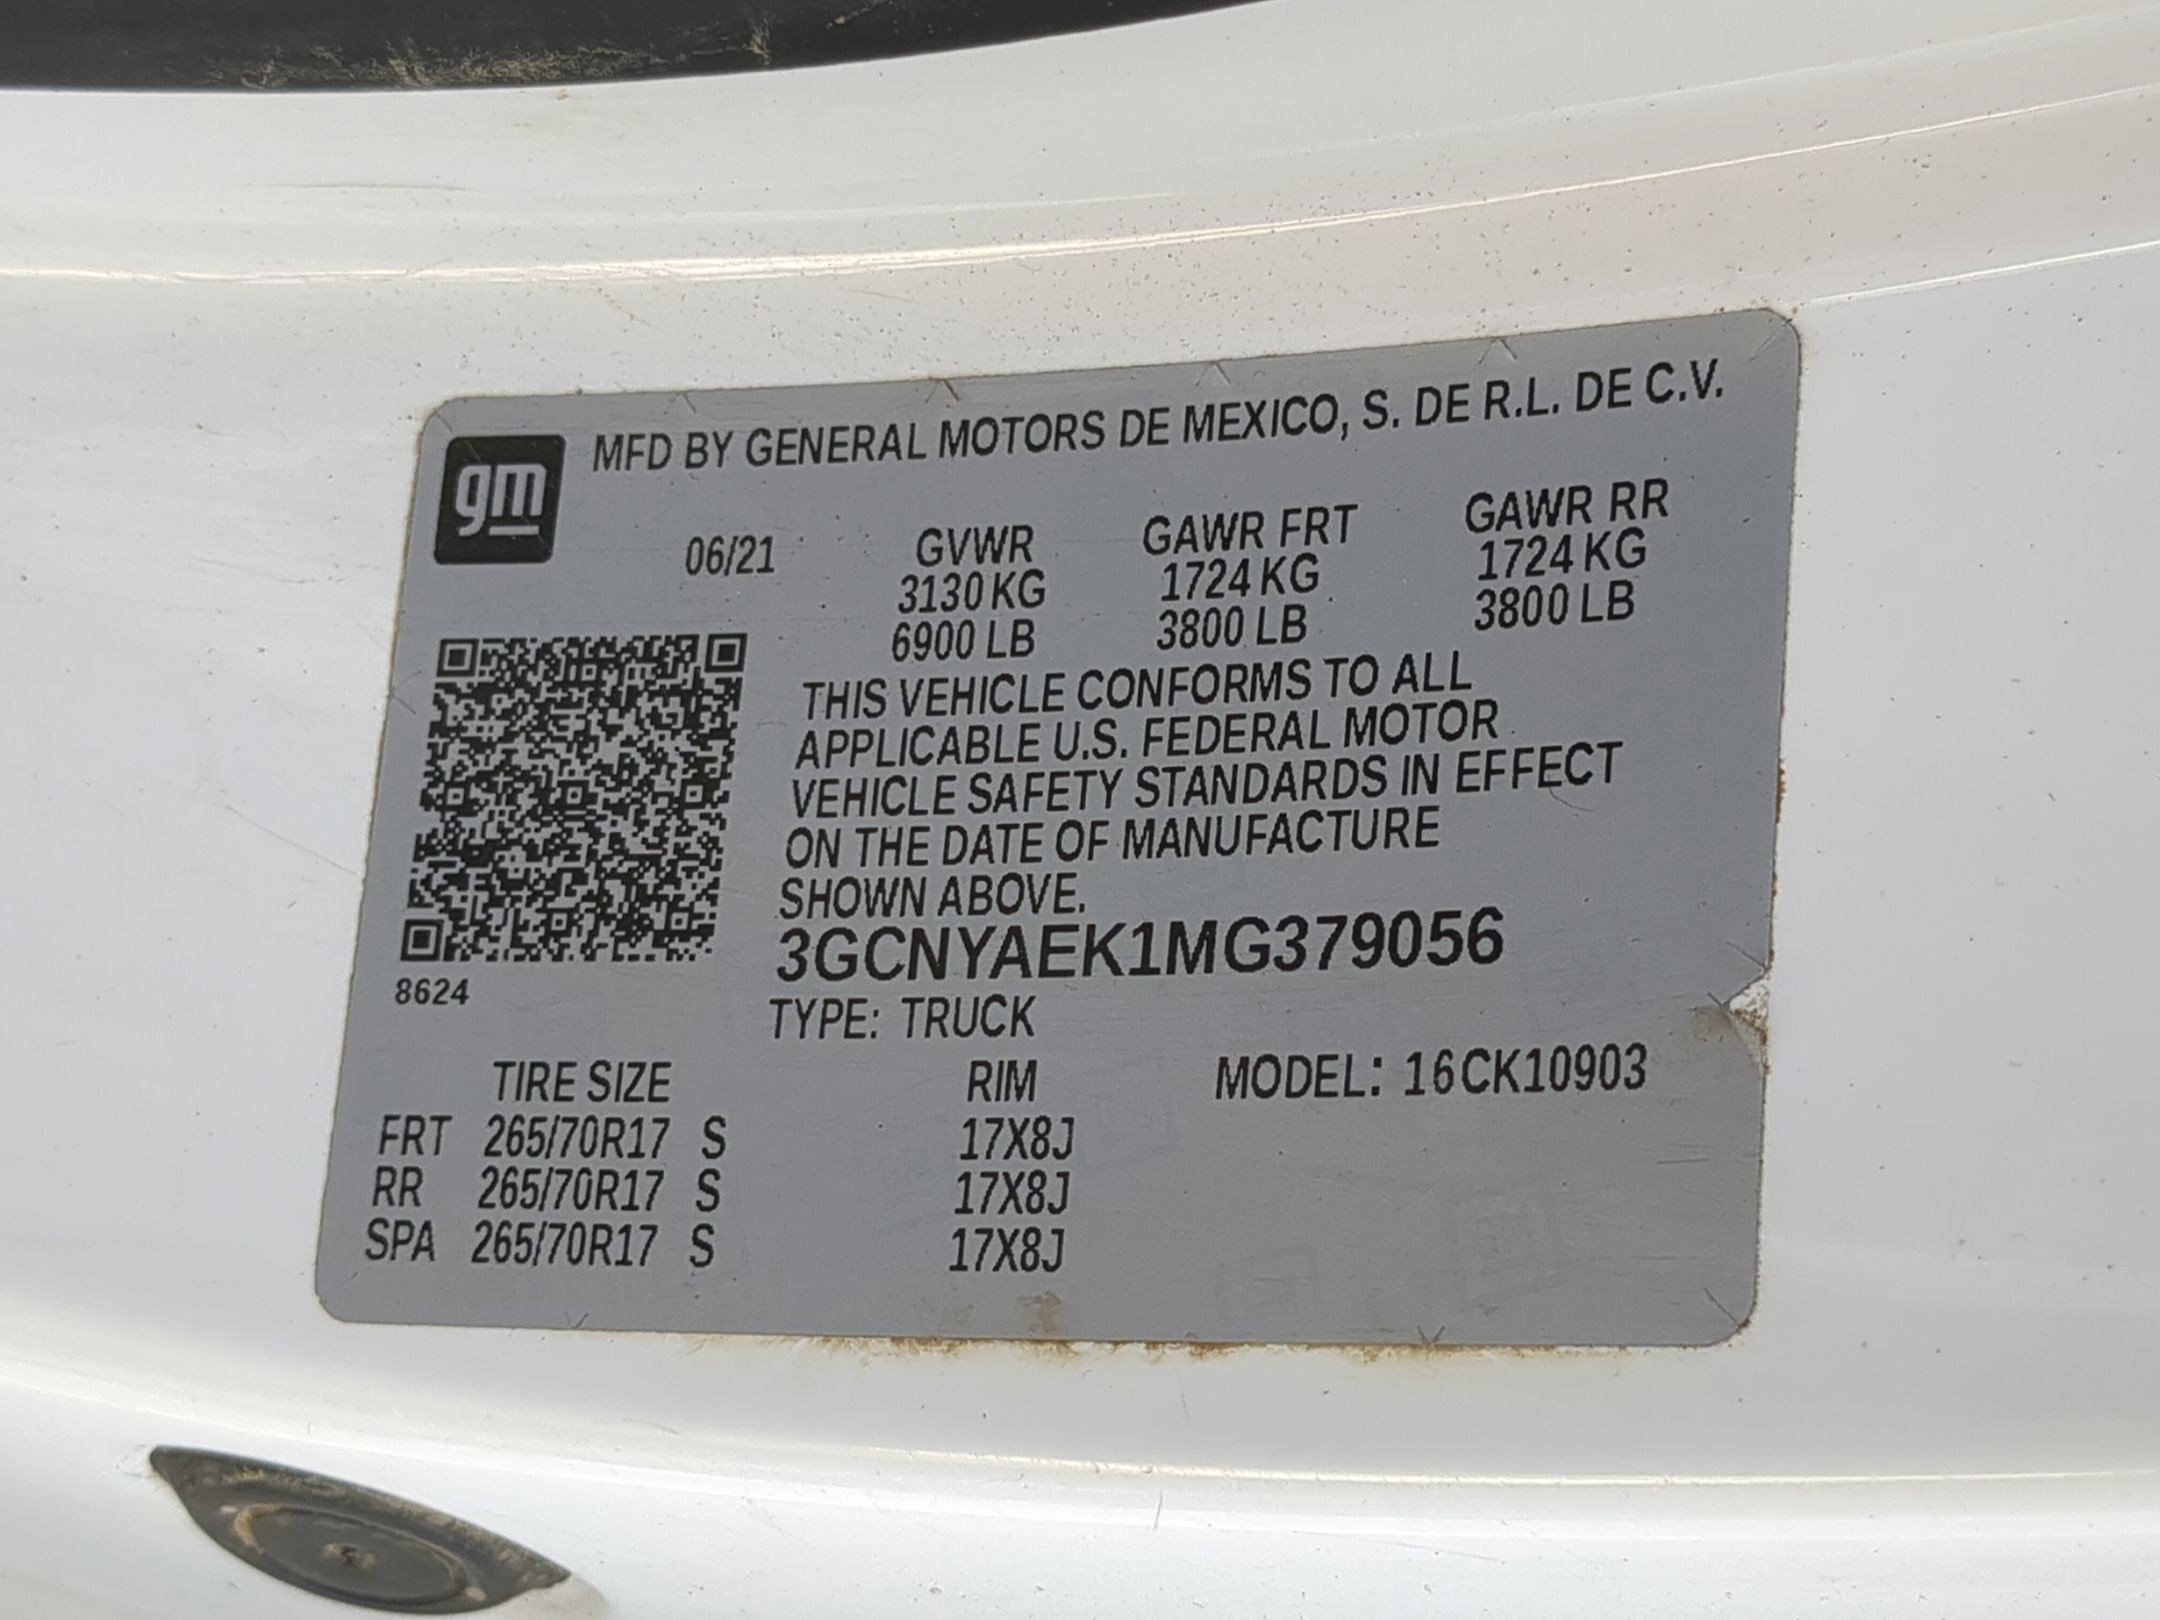 gm
MFD BY GENERAL MOTORS DE MEXICO, S. DE R.L. DE C.V.
06/21 GVWR GAWR FRT GAWR RR
3130 KG 1724 KG 1724 KG
6900 LB 3800 LB 3800 LB
THIS VEHICLE CONFORMS TO ALL
APPLICABLE U.S. FEDERAL MOTOR
VEHICLE SAFETY STANDARDS IN EFFECT
ON THE DATE OF MANUFACTURE
SHOWN ABOVE.
3GCNYAEK1MG379056
8624
TYPE: TRUCK
TIRE SIZE RIM MODEL: 16CK10903
FRT 265/70R17 S 17X8J
RR 265/70R17 S 17X8J
SPA 265/70R17 S 17X8J